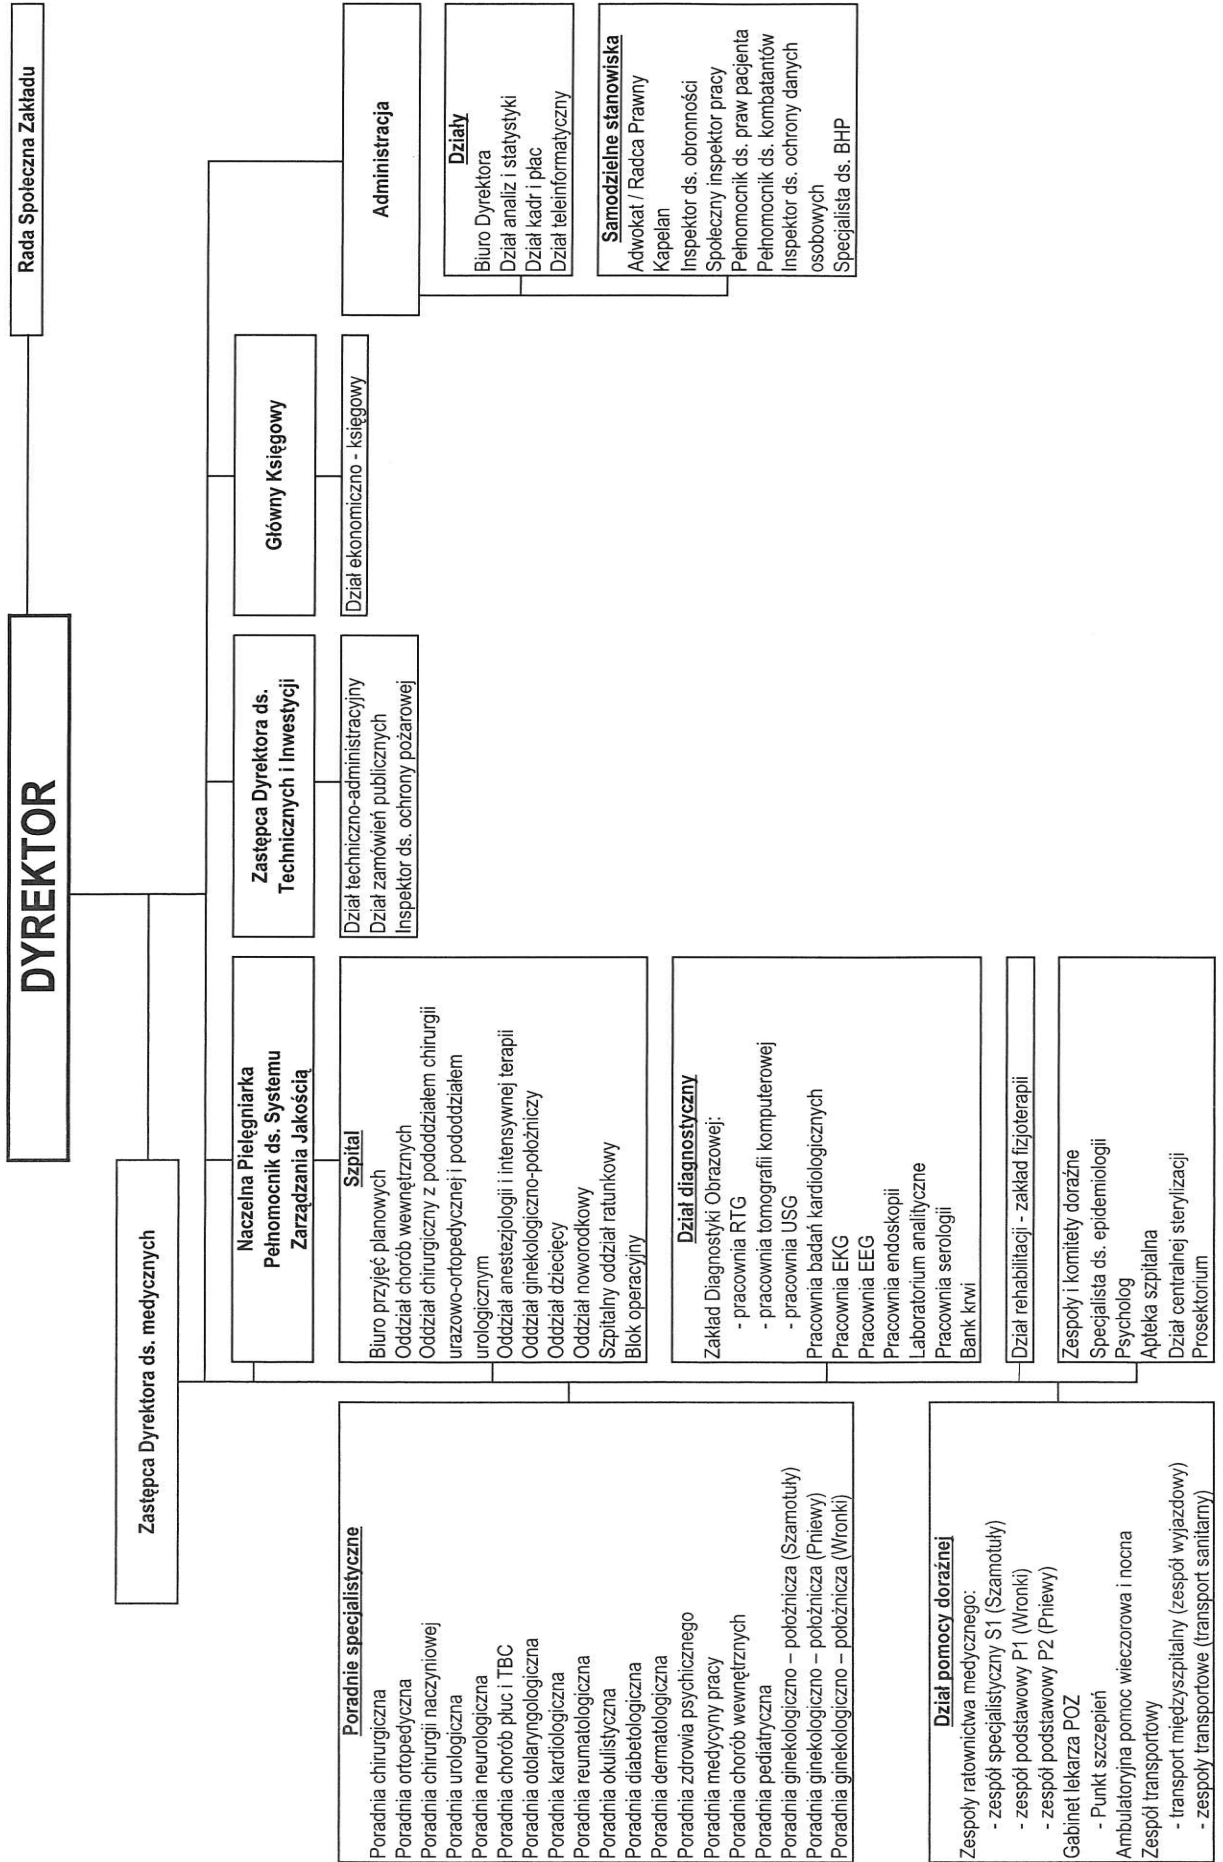 DYREKTOR
Rada Społeczna Zakładu
Zastępca Dyrektora ds. medycznych
Naczelna Pielęgniarka
Pełnomocnik ds. Systemu
Zarządzania Jakością
Zastępca Dyrektora ds.
Technicznych i Inwestycji
Główny Księgowy
Administracja
Poradnie specjalistyczne
Poradnia chirurgiczna
Poradnia ortopedyczna
Poradnia chirurgii naczyniowej
Poradnia urologiczna
Poradnia neurologiczna
Poradnia chorób płuc i TBC
Poradnia otolaryngologiczna
Poradnia kardiologiczna
Poradnia reumatologiczna
Poradnia okulistyczna
Poradnia diabetologiczna
Poradnia dermatologiczna
Poradnia zdrowia psychicznego
Poradnia medycyny pracy
Poradnia chorób wewnętrznych
Poradnia pediatryczna
Poradnia ginekologiczno – położnicza (Szamotuły)
Poradnia ginekologiczno – położnicza (Pniewy)
Poradnia ginekologiczno – położnicza (Wronki)
Dział pomocy doraźnej
Zespoły ratownictwa medycznego:
- zespół specjalistyczny S1 (Szamotuły)
- zespół podstawowy P1 (Wronki)
- zespół podstawowy P2 (Pniewy)
Gabinet lekarza POZ
- Punkt szczepień
Ambulatoryjna pomoc wieczorowa i nocna
Zespół transportowy
- transport międzyszpitalny (zespół wyjazdowy)
- zespoły transportowe (transport sanitarny)
Szpital
Biuro przyjęć planowych
Oddział chorób wewnętrznych
Oddział chirurgiczny z pododdziałem chirurgii
urazowo-ortopedycznej i pododdziałem
urologicznym
Oddział anestezjologii i intensywnej terapii
Oddział ginekologiczno-położniczy
Oddział dziecięcy
Oddział noworodkowy
Szpitalny oddział ratunkowy
Blok operacyjny
Dział diagnostyczny
Zakład Diagnostyki Obrazowej:
- pracownia RTG
- pracownia tomografii komputerowej
- pracownia USG
Pracownia badań kardiologicznych
Pracownia EKG
Pracownia EEG
Pracownia endoskopii
Laboratorium analityczne
Pracownia serologii
Bank krwi
Dział rehabilitacji - zakład fizjoterapii
Zespoły i komitety doraźne
Specjalista ds. epidemiologii
Psycholog
Apteka szpitalna
Dział centralnej sterylizacji
Prosektorium
Dział techniczno-administracyjny
Dział zamówień publicznych
Inspektor ds. ochrony pożarowej
Dział ekonomiczno - księgowy
Działy
Biuro Dyrektora
Dział analiz i statystyki
Dział kadr i płac
Dział teleinformatyczny
Samodzielne stanowiska
Adwokat / Radca Prawny
Kapelan
Inspektor ds. obronności
Społeczny inspektor pracy
Pełnomocnik ds. praw pacjenta
Pełnomocnik ds. kombatantów
Inspektor ds. ochrony danych
osobowych
Specjalista ds. BHP